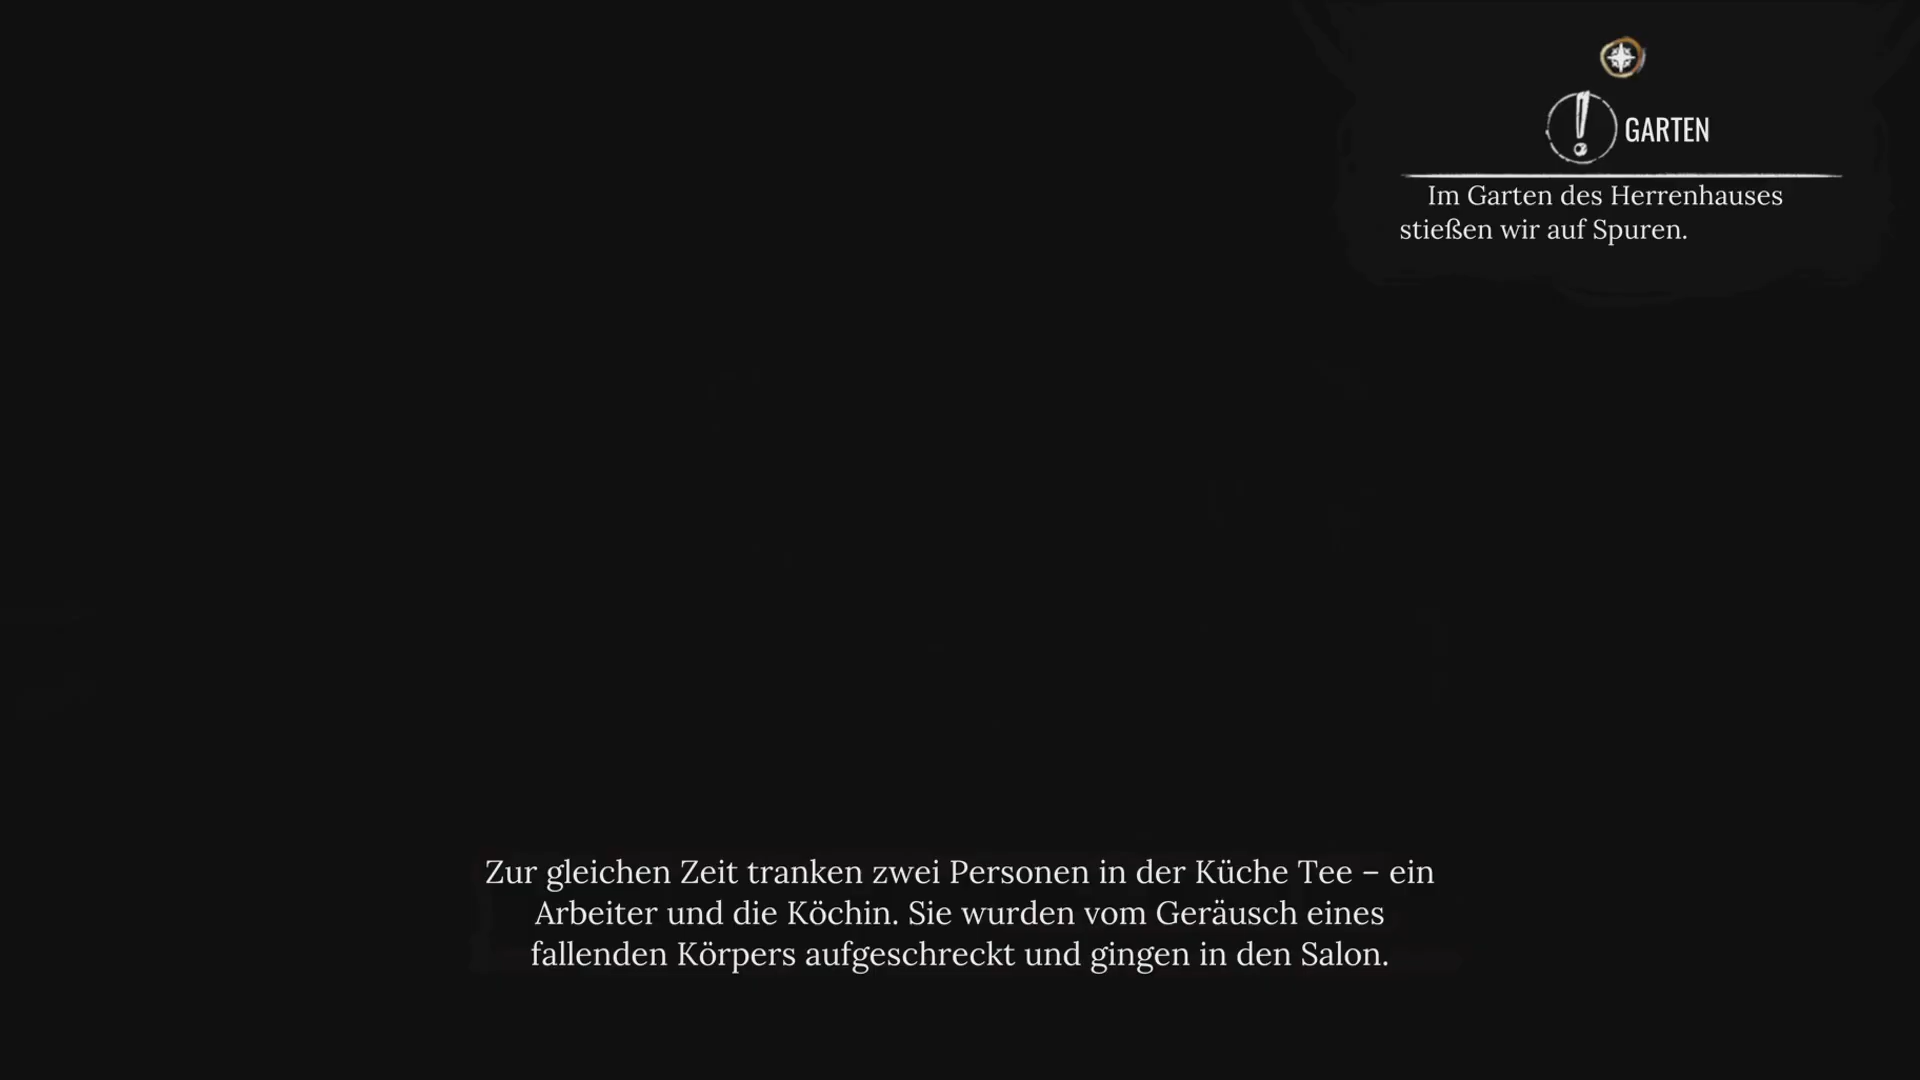 GARTEN
Im Garten des Herrenhauses
stießen wir auf Spuren.
Zur gleichen Zeit tranken zwei Personen in der Küche Tee – ein
Arbeiter und die Köchin. Sie wurden vom Geräusch eines
fallenden Körpers aufgeschreckt und gingen in den Salon.